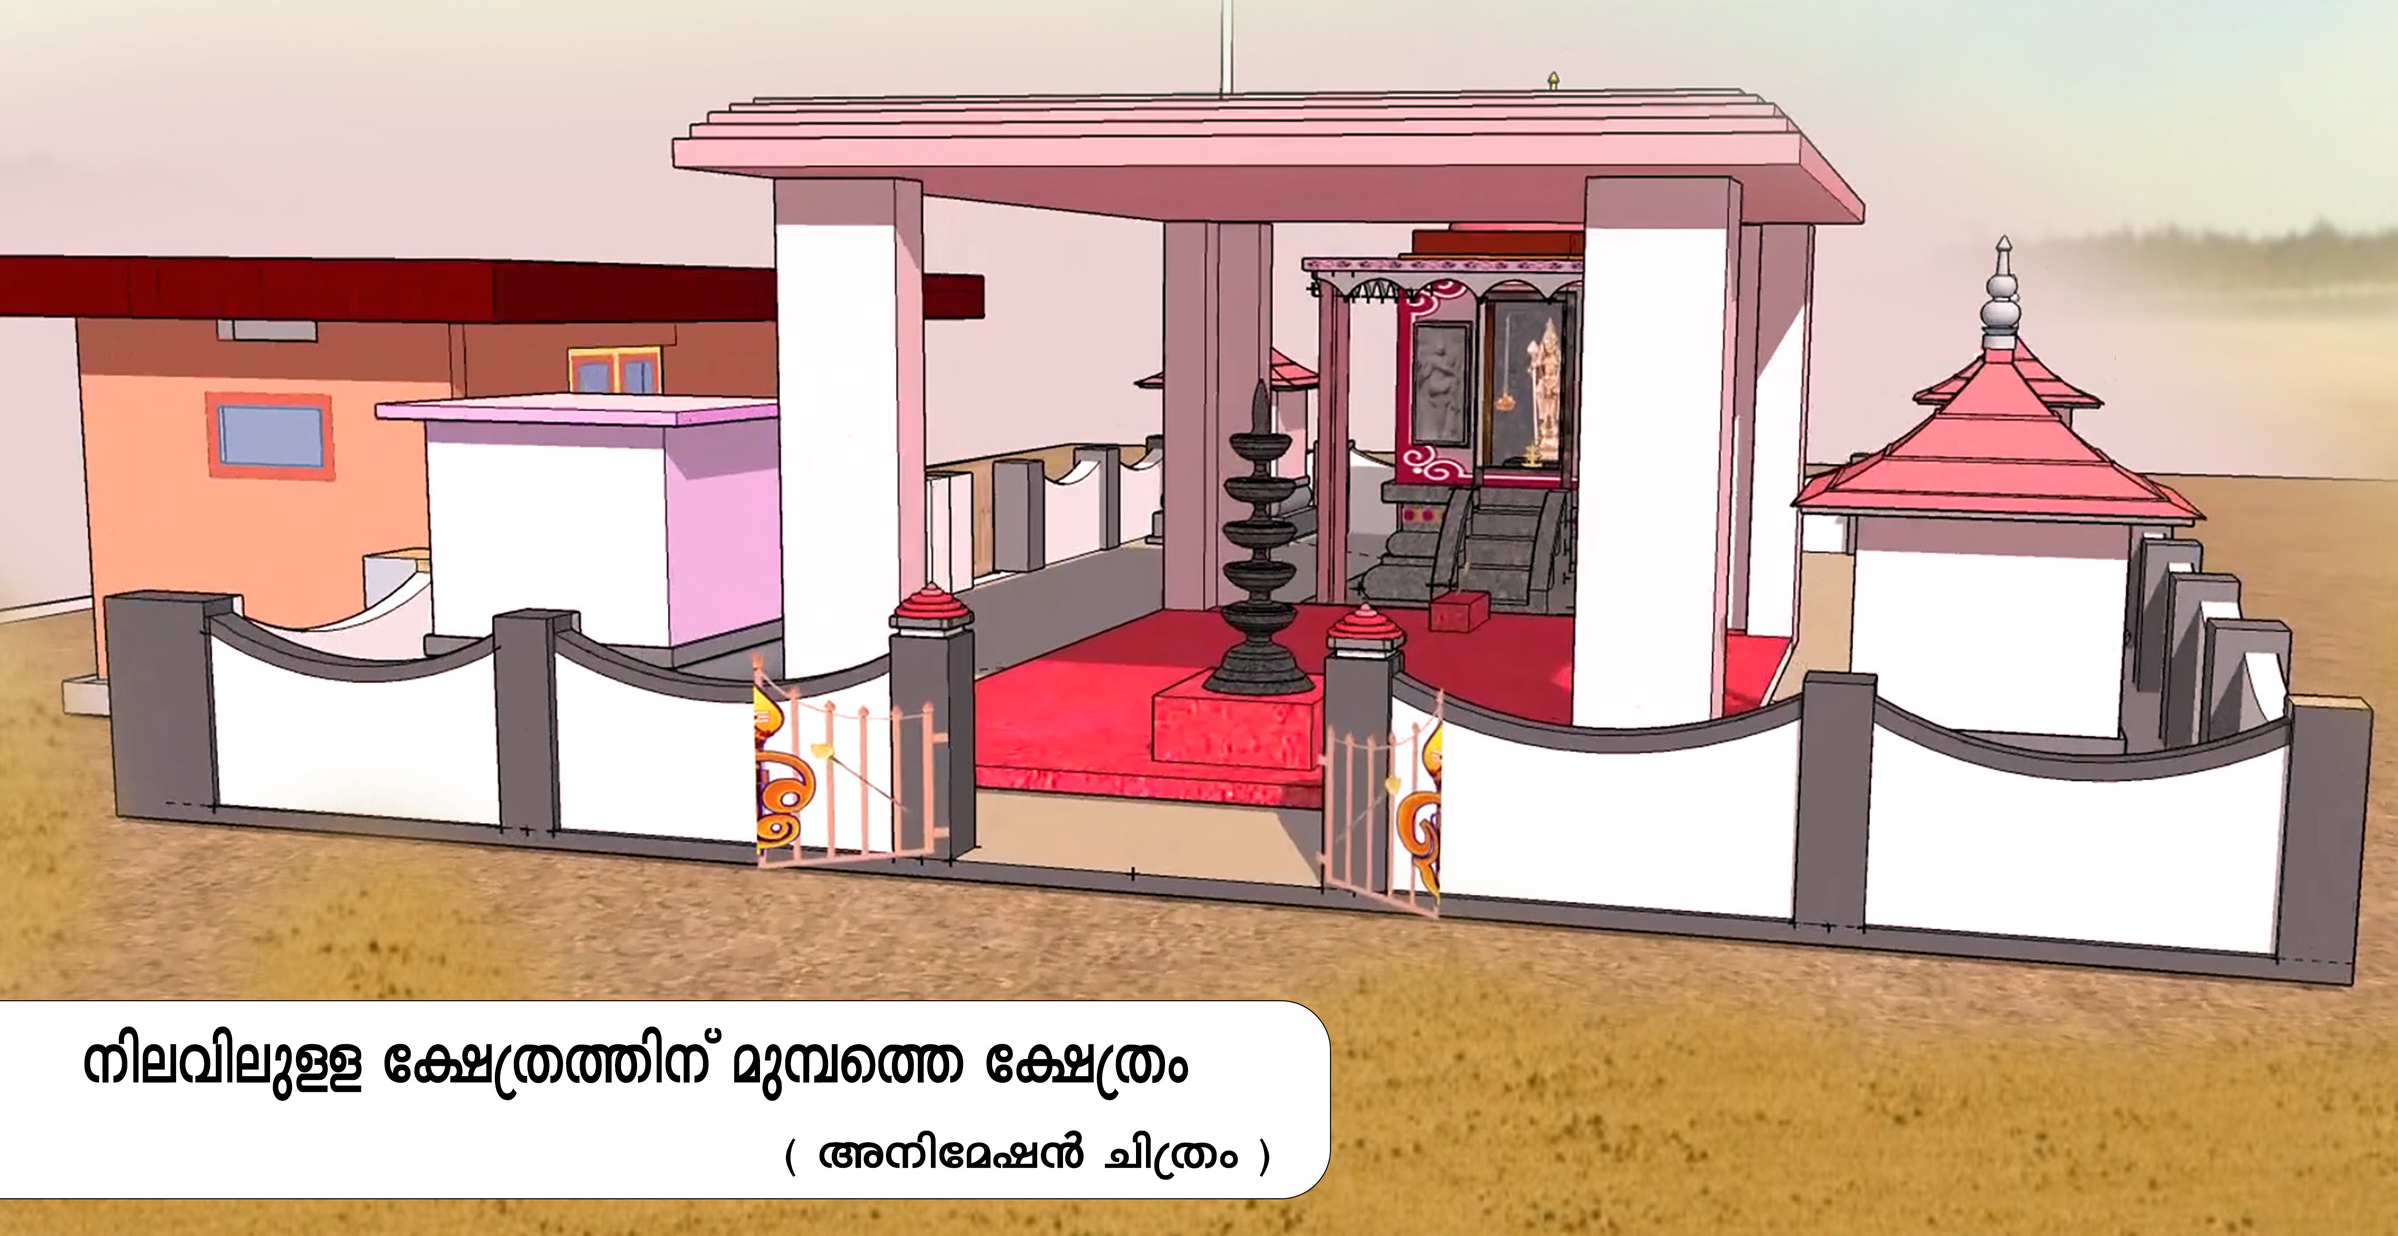 നിലവിലുള്ള ക്ഷേത്രത്തിന് മുമ്പത്തെ ക്ഷേത്രം
( അനിമേഷൻ ചിത്രം )